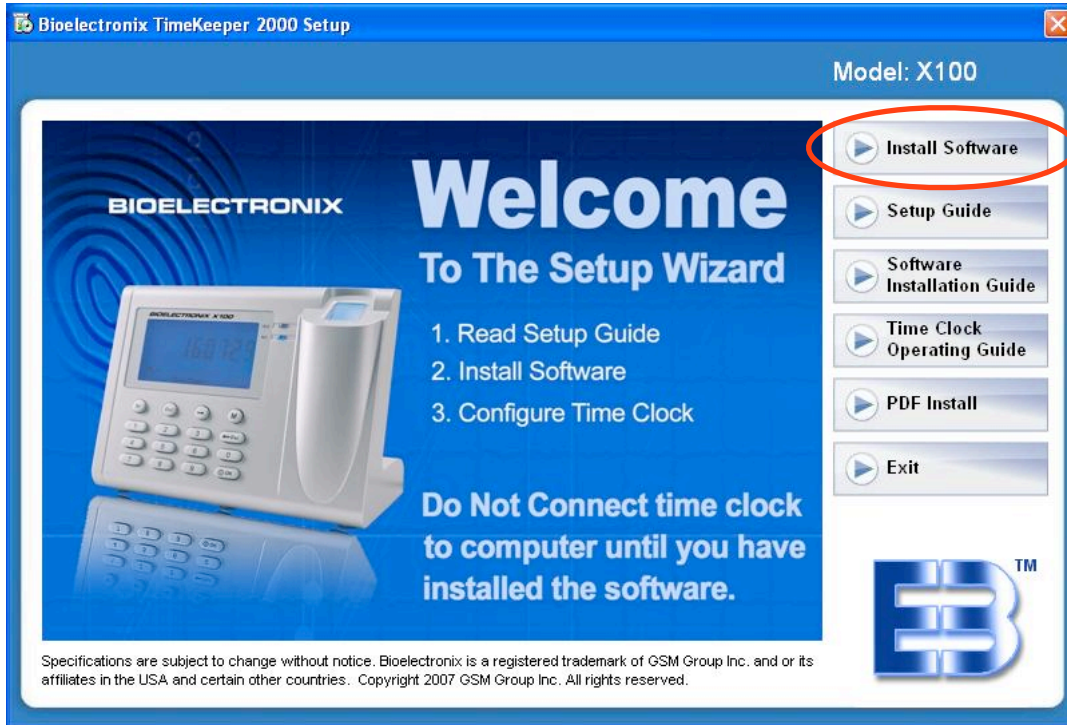 Bioelectronix TimeKeeper 2000 Setup
Model: X100
BIOELECTRONIX
Welcome
To The Setup Wizard
1. Read Setup Guide
2. Install Software
3. Configure Time Clock
Do Not Connect time clock
to computer until you have
installed the software.
BIOELECTRONIX X100
Install Software
Setup Guide
Software
Installation Guide
Time Clock
Operating Guide
PDF Install
Exit
EB
TM
Specifications are subject to change without notice. Bioelectronix is a registered trademark of GSM Group Inc. and or its
affiliates in the USA and certain other countries. Copyright 2007 GSM Group Inc. All rights reserved.